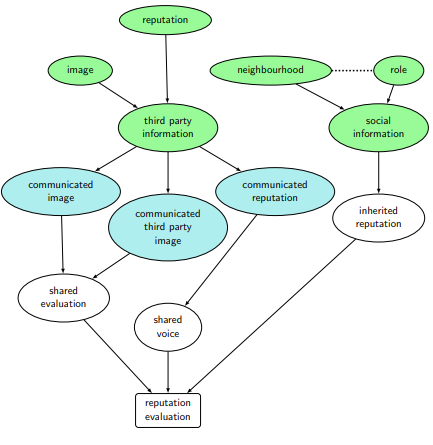 reputation
image
neighbourhood
role
third party
information
social
information
communicated
image
communicated
third party
image
communicated
reputation
inherited
reputation
shared
evaluation
shared
voice
reputation
evaluation